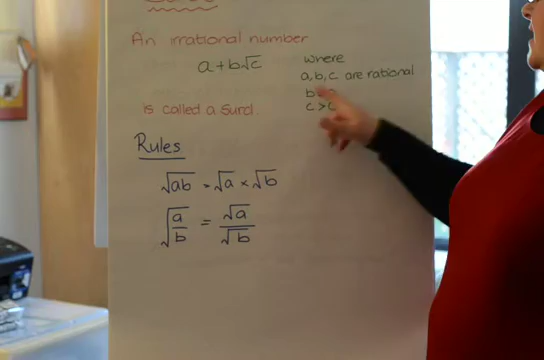 An irrational number
a + b√c
where
a, b, c are rational
b
c >
is called a surd.
Rules
√ab = √a × √b
√a/b = √a/√b